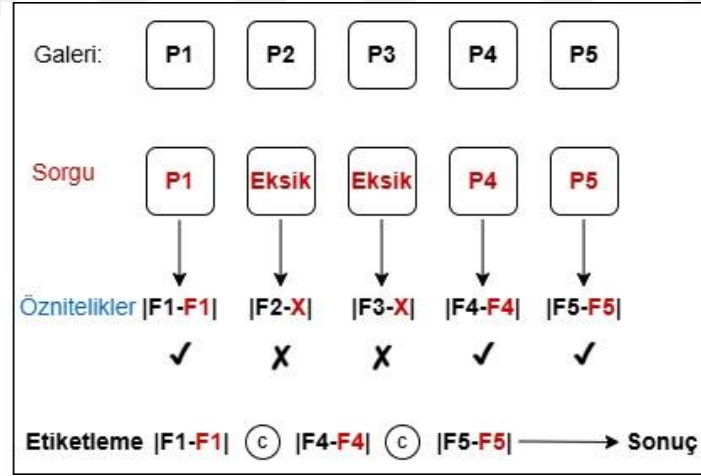 Galeri: P1 P2 P3 P4 P5
Sorgu P1 Eksik Eksik P4 P5
Öznitelikler |F1-F1| |F2-X| |F3-X| |F4-F4| |F5-F5|
✓ ✗ ✗ ✓ ✓
Etiketleme |F1-F1| c |F4-F4| c |F5-F5| Sonuç